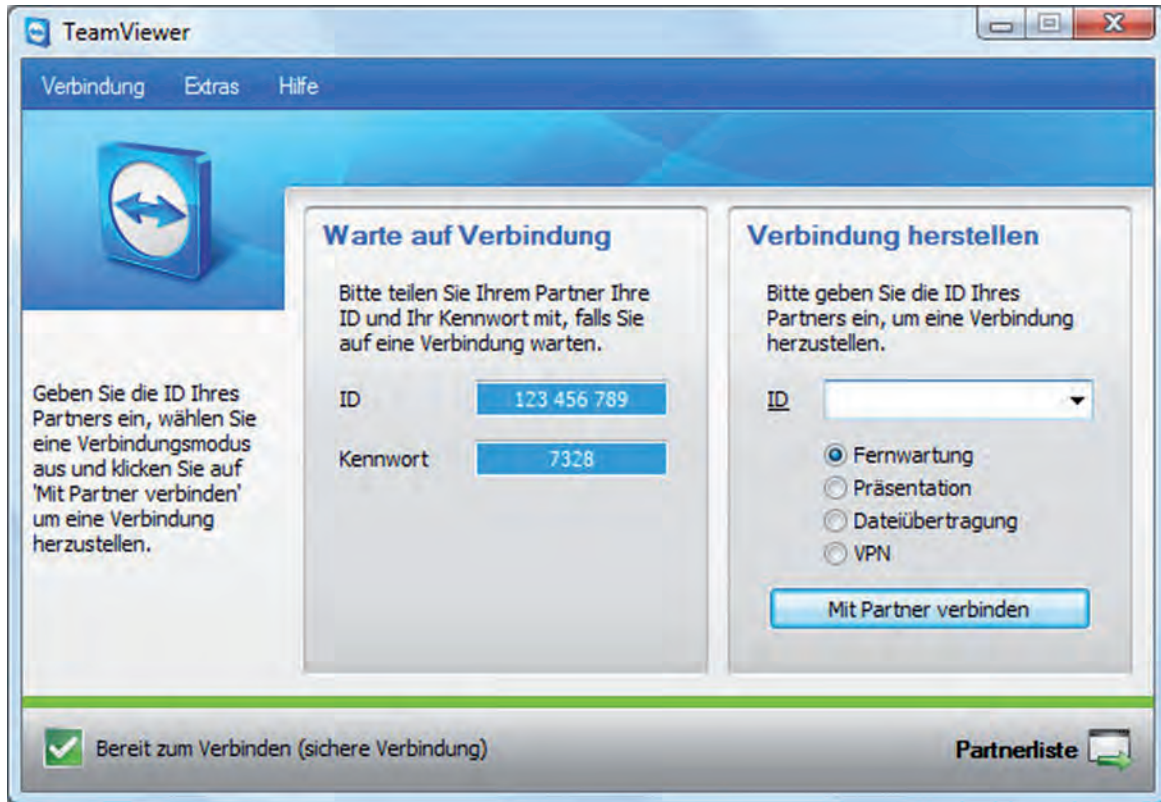 TeamViewer
Verbindung Extras Hilfe
Geben Sie die ID Ihres
Partners ein, wählen Sie
eine Verbindungsmodus
aus und klicken Sie auf
'Mit Partner verbinden'
um eine Verbindung
herzustellen.
Warte auf Verbindung
Bitte teilen Sie Ihrem Partner Ihre
ID und Ihr Kennwort mit, falls Sie
auf eine Verbindung warten.
ID 123 456 789
Kennwort 7328
Verbindung herstellen
Bitte geben Sie die ID Ihres
Partners ein, um eine Verbindung
herzustellen.
ID
Fernwartung
Präsentation
Dateiübertragung
VPN
Mit Partner verbinden
Bereit zum Verbinden (sichere Verbindung)
Partnerliste